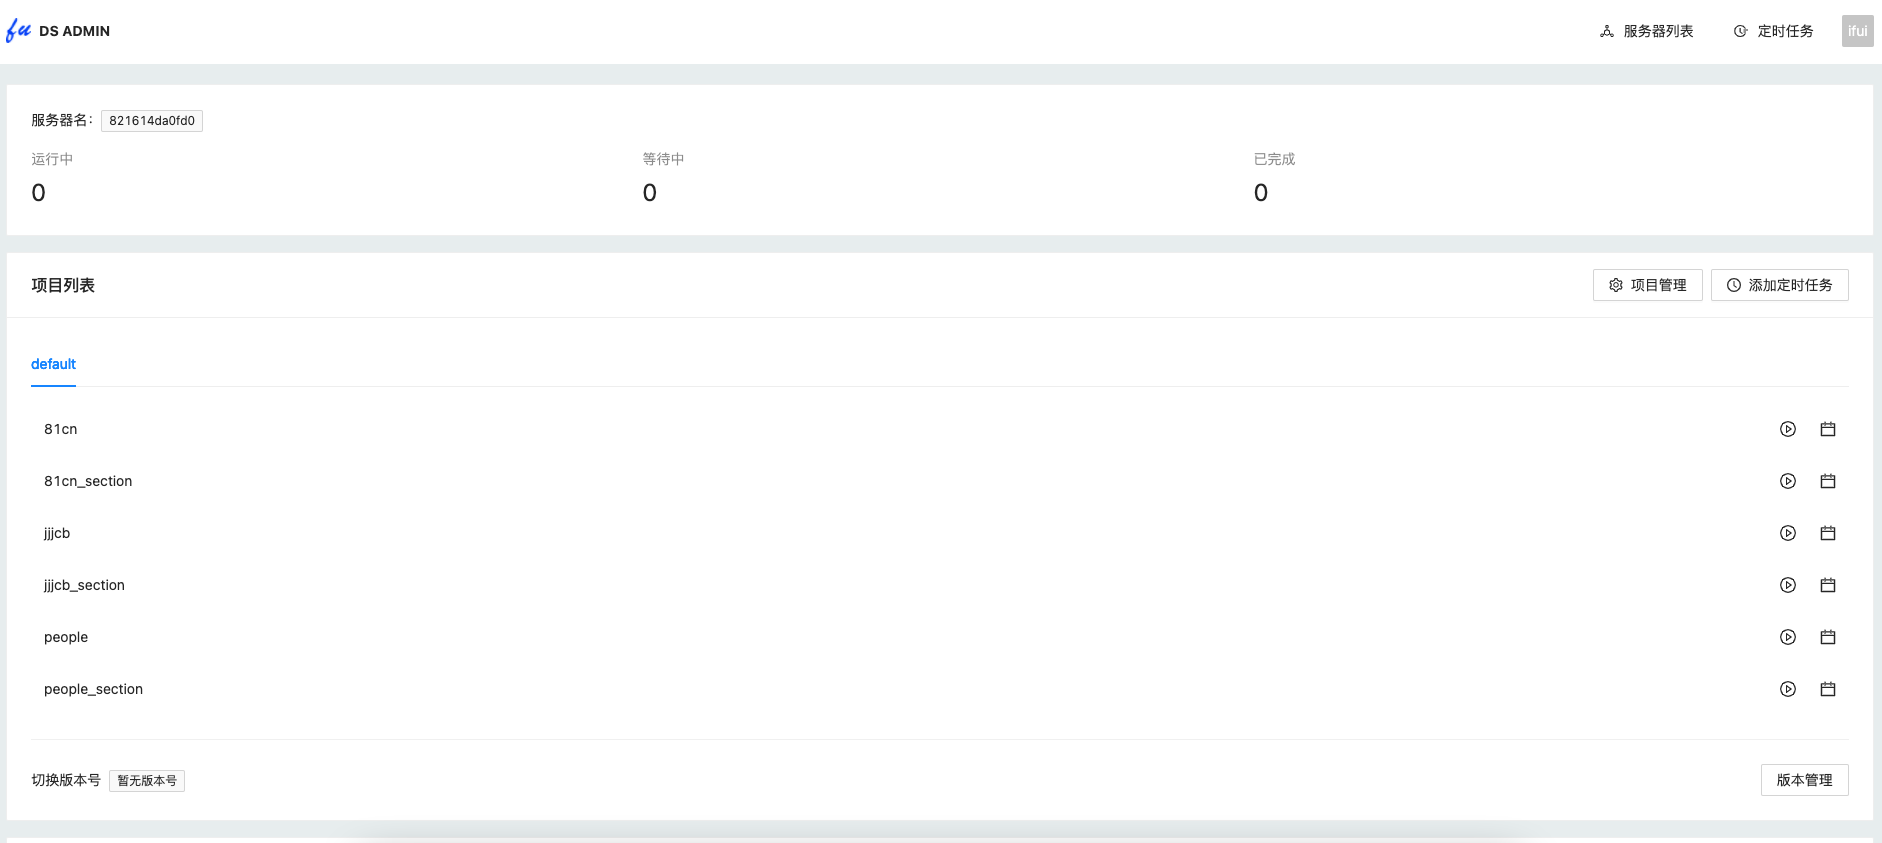 fu DS ADMIN 服务器列表 定时任务 ifui
服务器名： 821614da0fd0
运行中 等待中 已完成
0 0 0
项目列表 项目管理 添加定时任务
default
81cn
81cn_section
jjjcb
jjjcb_section
people
people_section
切换版本号 暂无版本号 版本管理